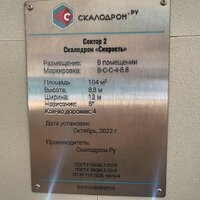 СКАЛОДРОМ.РУ
Сектор 2
Скалодром «Скорость»
Размещение: В помещении
Маркировка: В-С-С-4-8.8
Площадь: 104 м²
Высота: 8,8 м
Ширина: 12 м
Нависание: 5°
Кол-во дорожек: 4
Дата установки:
Октябрь, 2022 г.
Производитель:
Скалодром.Ру
www.скалодром.ru